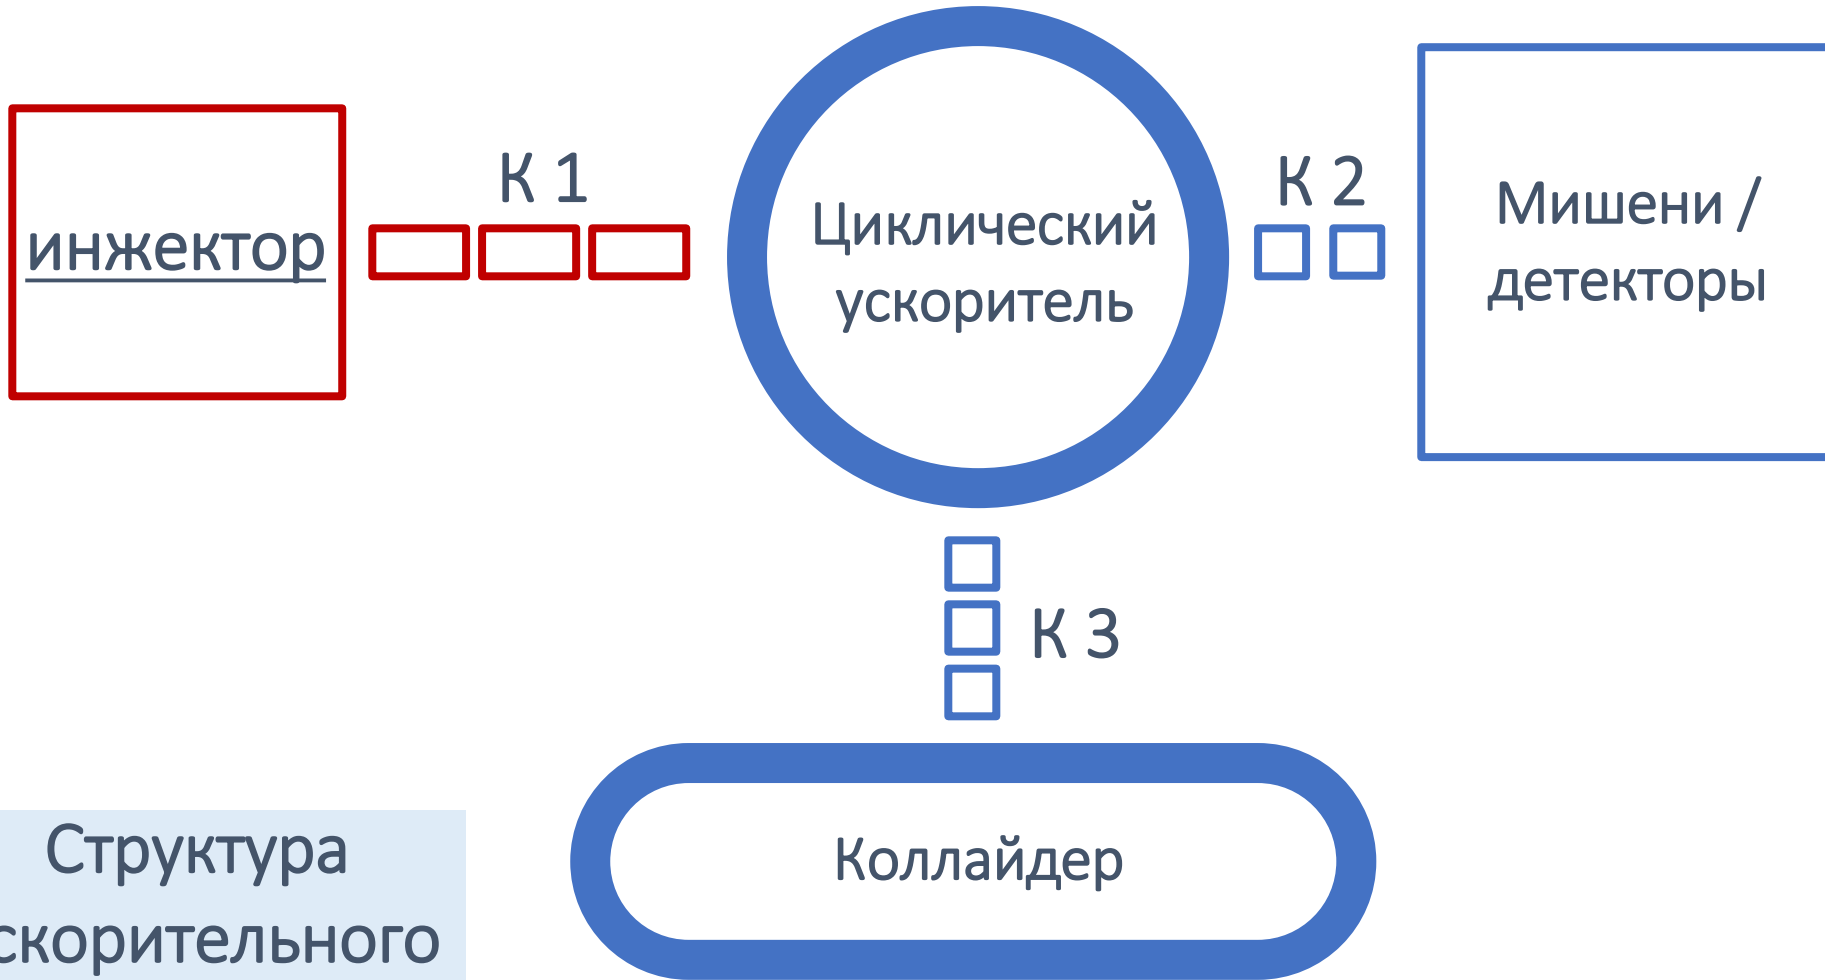 инжектор
К 1
Циклический
ускоритель
К 2
Мишени /
детекторы
К 3
Коллайдер
Структура
скорительного